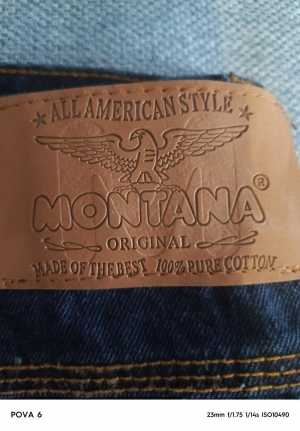 ★ ALL AMERICAN STYLE ★
MONTANA®
ORIGINAL
MADE OF THE BEST 100% PURE COTTON
POVA 6 23mm f/1.75 1/14s ISO10490